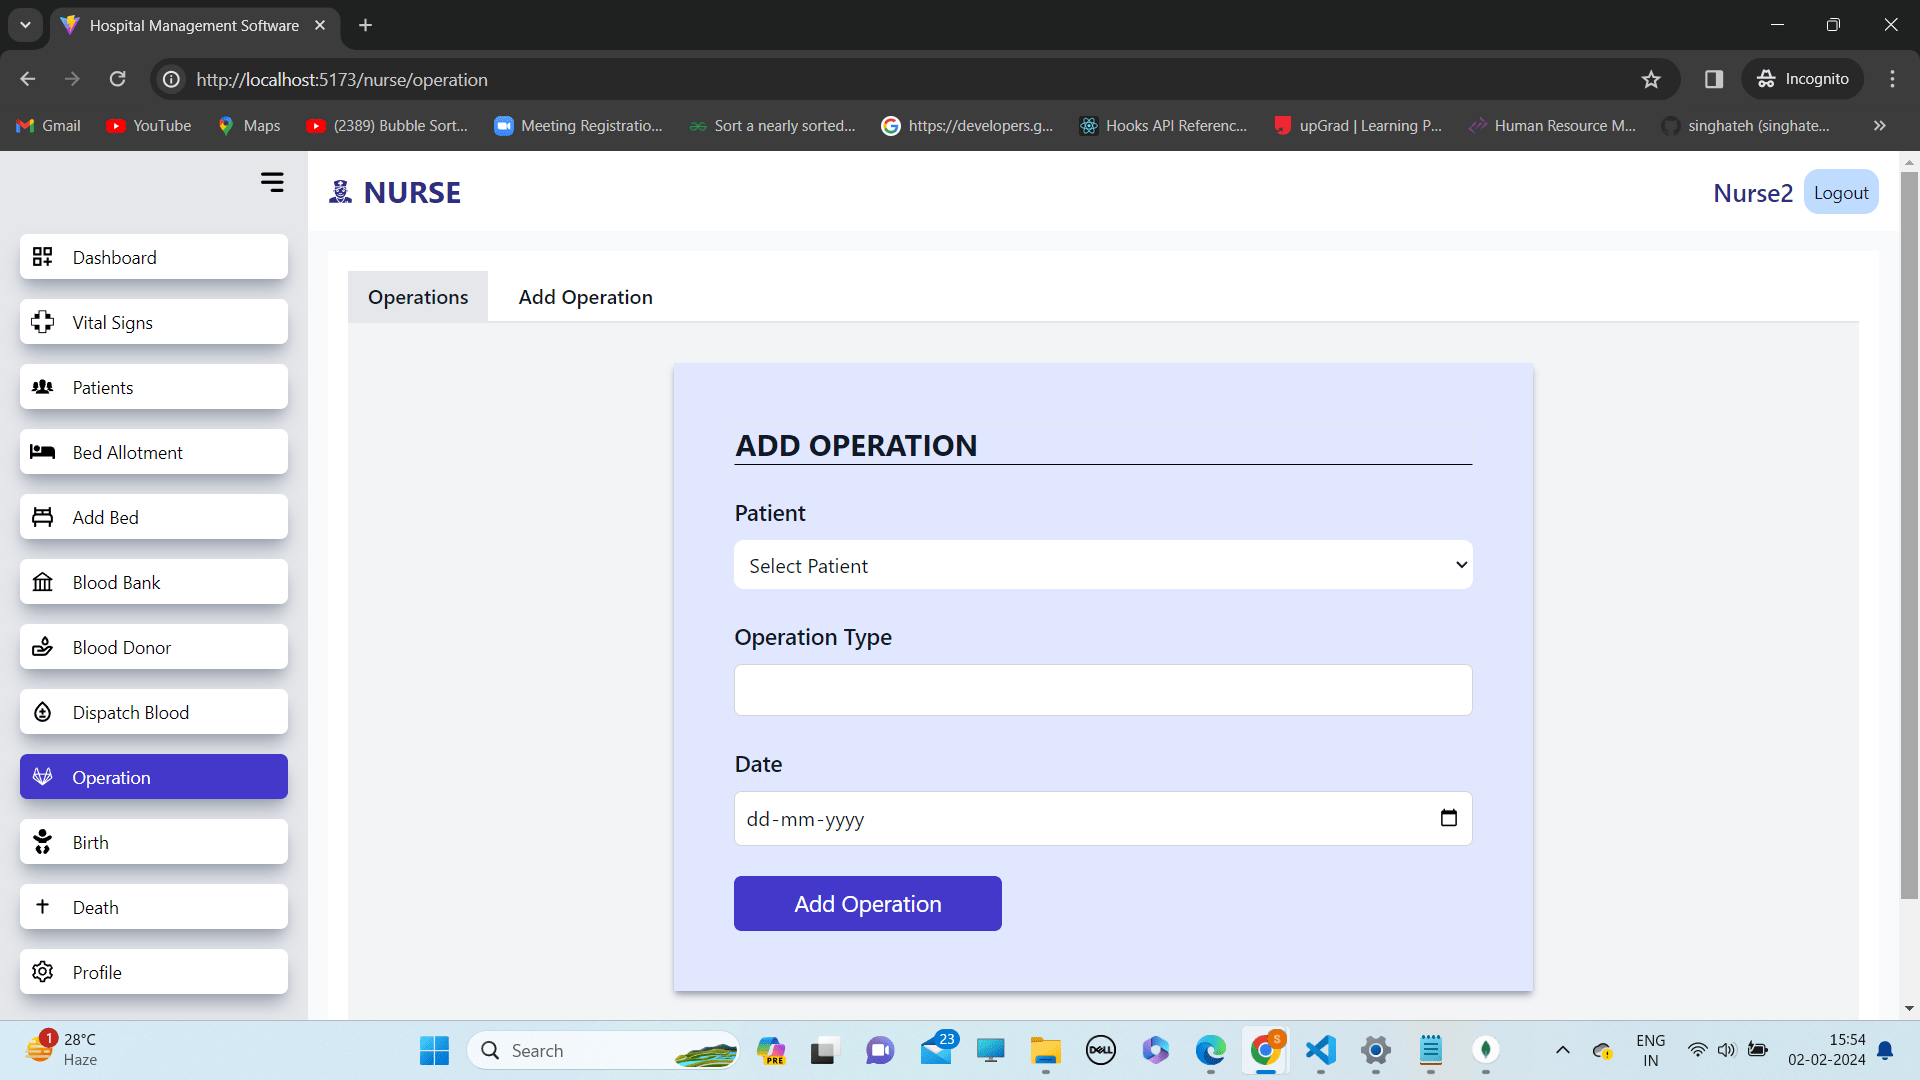 Hospital Management Software
http://localhost:5173/nurse/operation
Incognito
Gmail
YouTube
Maps
(2389) Bubble Sort...
Meeting Registratio...
Sort a nearly sorted...
https://developers.g...
Hooks API Referenc...
upGrad | Learning P...
Human Resource M...
singhateh (singhate...
NURSE
Nurse2
Logout
Dashboard
Vital Signs
Patients
Bed Allotment
Add Bed
Blood Bank
Blood Donor
Dispatch Blood
Operation
Birth
Death
Profile
Operations
Add Operation
ADD OPERATION
Patient
Select Patient
Operation Type
Date
dd-mm-yyyy
Add Operation
1
28°C
Haze
Search
PRE
23
DELL
S
ENG
IN
15:54
02-02-2024